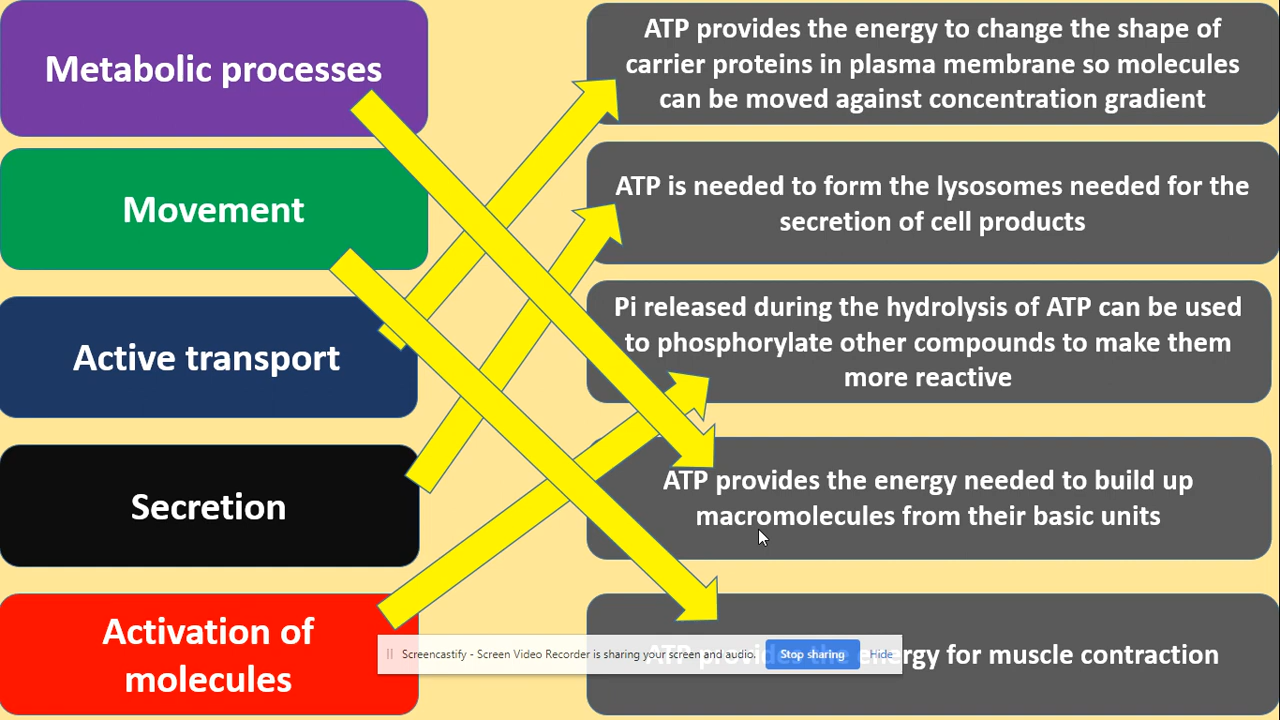 Metabolic processes
Movement
Active transport
Secretion
Activation of
molecules
ATP provides the energy to change the shape of
carrier proteins in plasma membrane so molecules
can be moved against concentration gradient
ATP is needed to form the lysosomes needed for the
secretion of cell products
Pi released during the hydrolysis of ATP can be used
to phosphorylate other compounds to make them
more reactive
ATP provides the energy needed to build up
macromolecules from their basic units
ATP provides the energy for muscle contraction
Screencastify - Screen Video Recorder is sharing your screen and audio.
Stop sharing
Hide